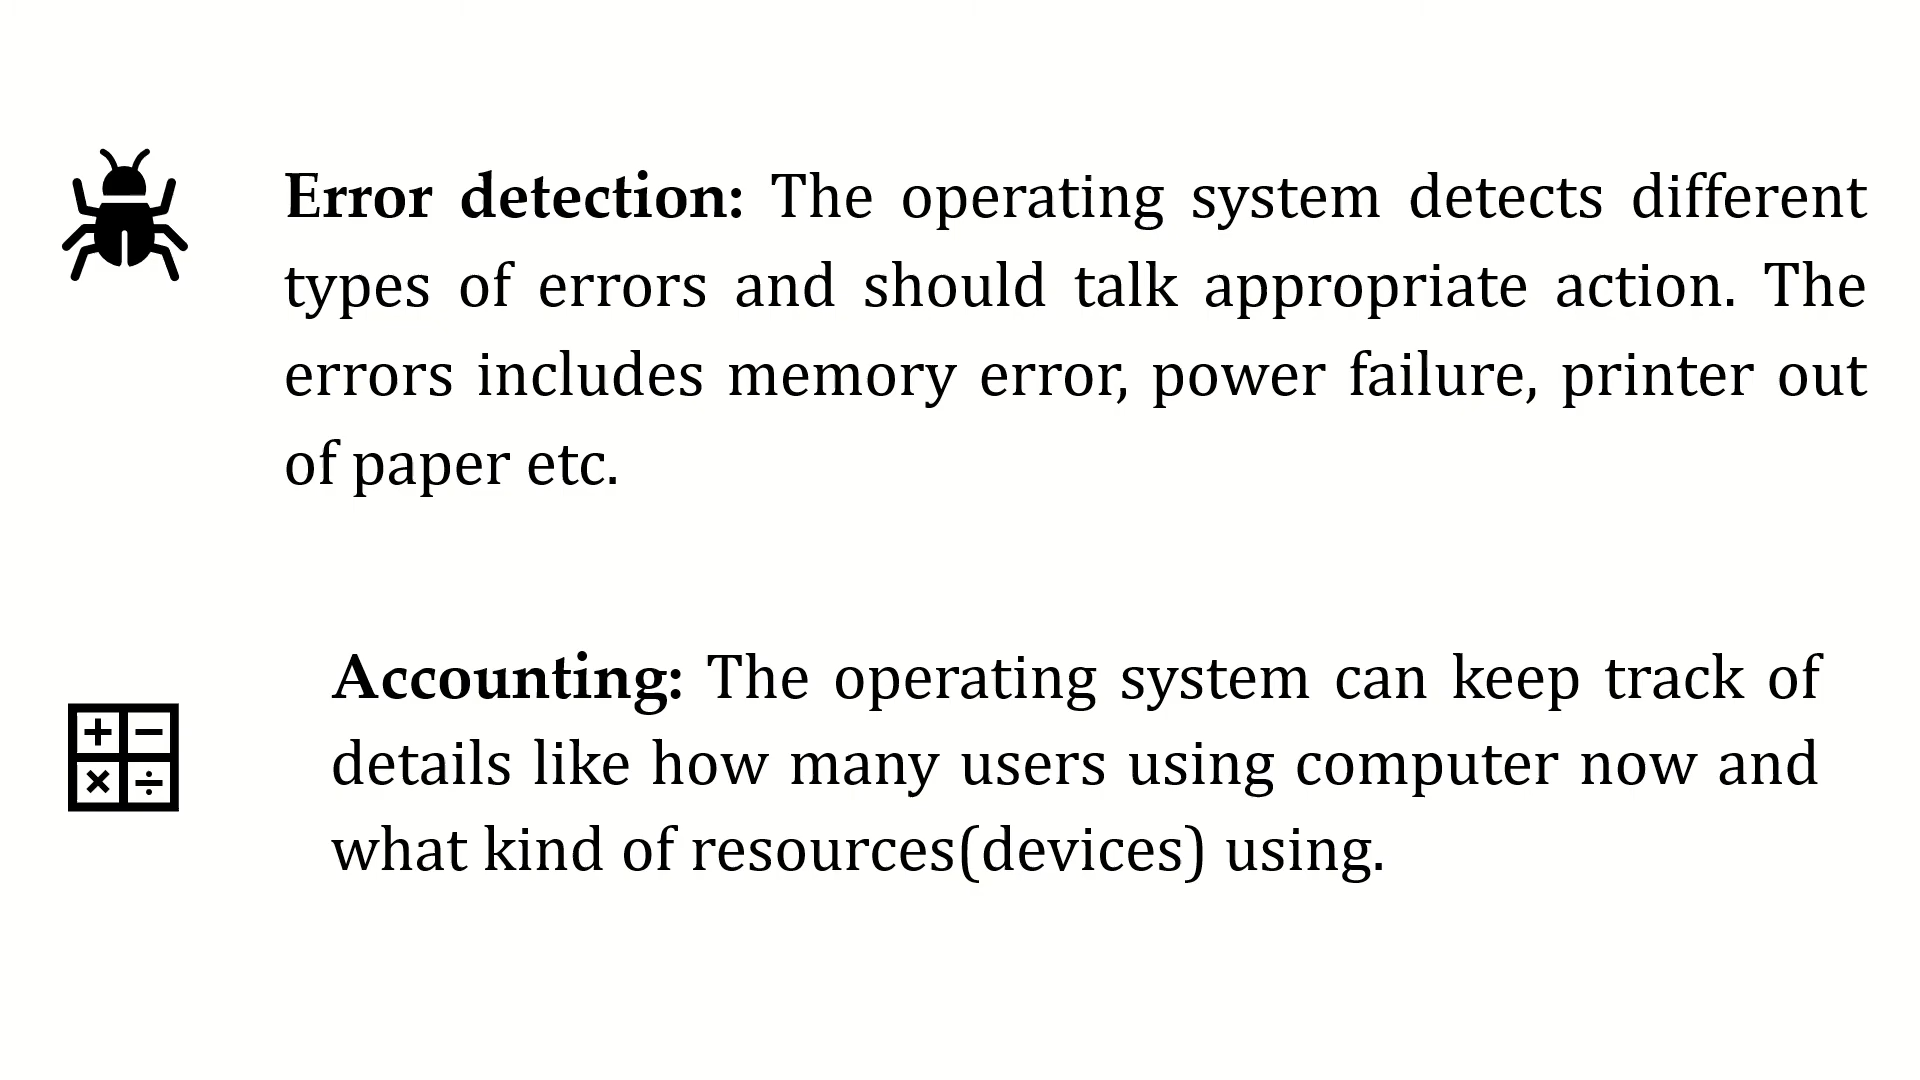 Error detection: The operating system detects different
types of errors and should talk appropriate action. The
errors includes memory error, power failure, printer out
of paper etc.
Accounting: The operating system can keep track of
details like how many users using computer now and
what kind of resources(devices) using.